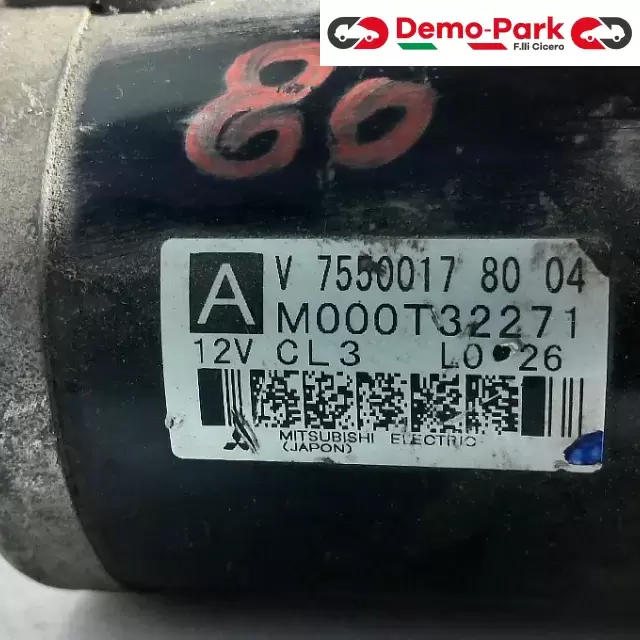 Demo-Park
F.lli Cicero
80
A
V 7550017 80 04
M000T32271
12V CL3 L0 26
MITSUBISHI ELECTRIC
(JAPON)